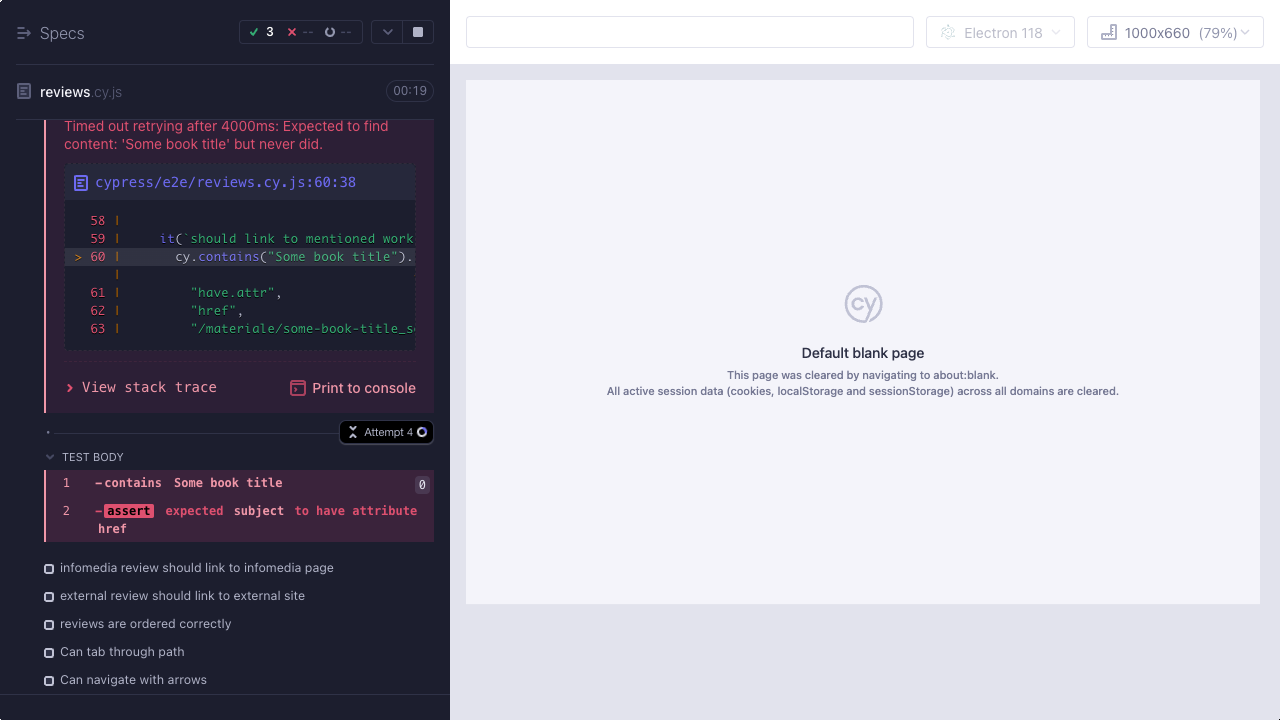 Specs
3
--
--
Electron 118
1000x660 (79%)
reviews.cy.js
00:19
Timed out retrying after 4000ms: Expected to find
content: 'Some book title' but never did.
cypress/e2e/reviews.cy.js:60:38
58 |
59 | it(`should link to mentioned work
> 60 | cy.contains("Some book title").
|
61 | "have.attr",
62 | "href",
63 | "/materiale/some-book-title_s
View stack trace
Print to console
Attempt 4
TEST BODY
1 -contains Some book title 0
2 -assert expected subject to have attribute
href
infomedia review should link to infomedia page
external review should link to external site
reviews are ordered correctly
Can tab through path
Can navigate with arrows
cy
Default blank page
This page was cleared by navigating to about:blank.
All active session data (cookies, localStorage and sessionStorage) across all domains are cleared.